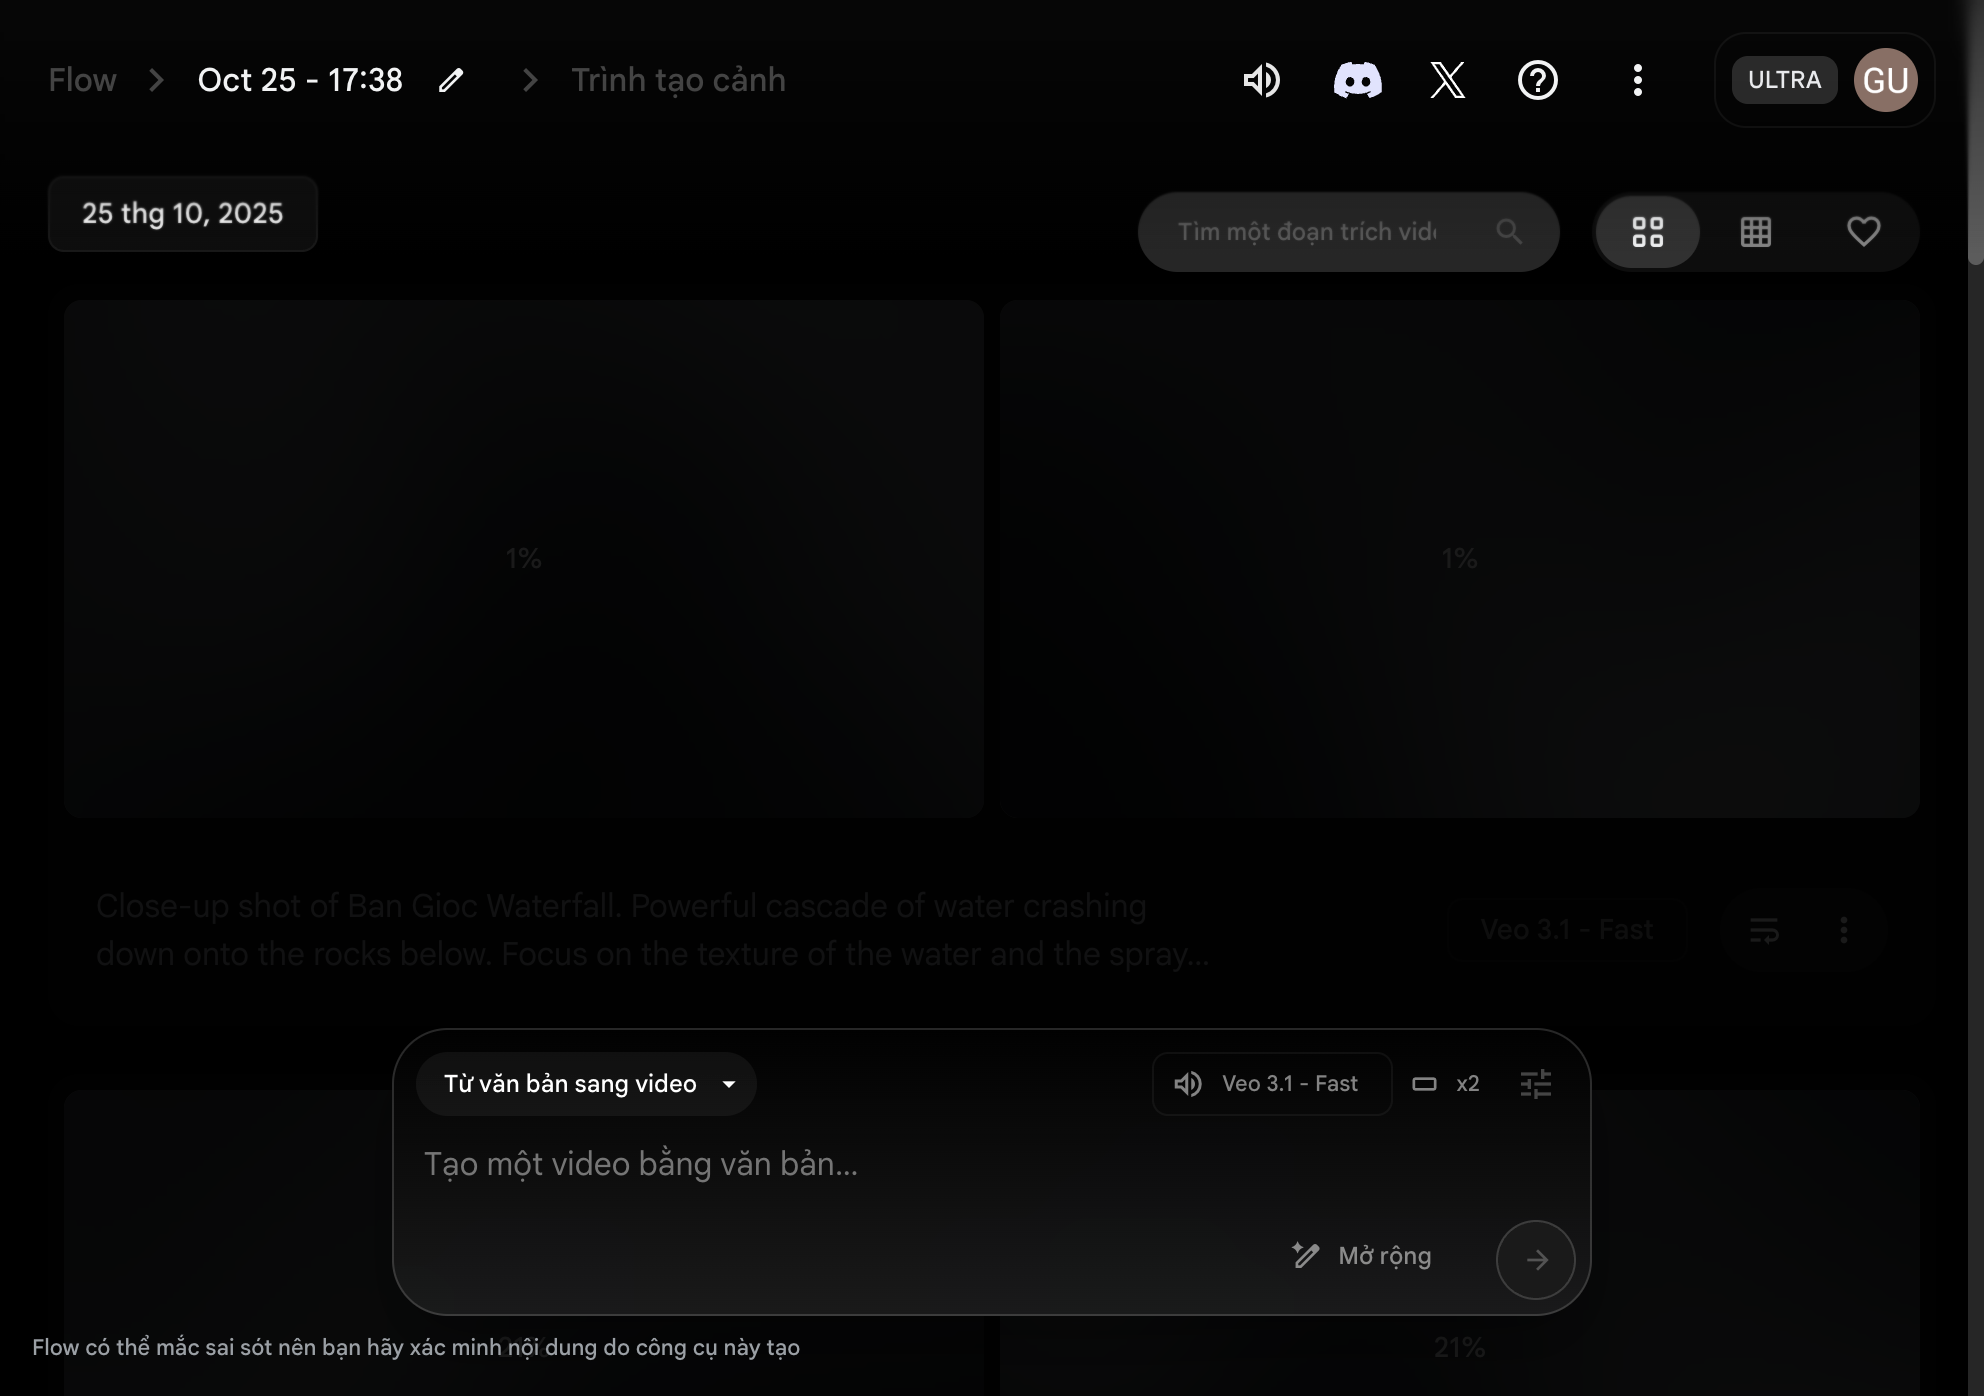 Flow
Oct 25 - 17:38
Trình tạo cảnh
ULTRA
GU
25 thg 10, 2025
Tìm một đoạn trích vide
1%
1%
Close-up shot of Ban Gioc Waterfall. Powerful cascade of water crashing
down onto the rocks below. Focus on the texture of the water and the spray...
Veo 3.1 - Fast
Từ văn bản sang video
Veo 3.1 - Fast
x2
Tạo một video bằng văn bản...
Mở rộng
Flow có thể mắc sai sót nên bạn hãy xác minh nội dung do công cụ này tạo
21%
21%